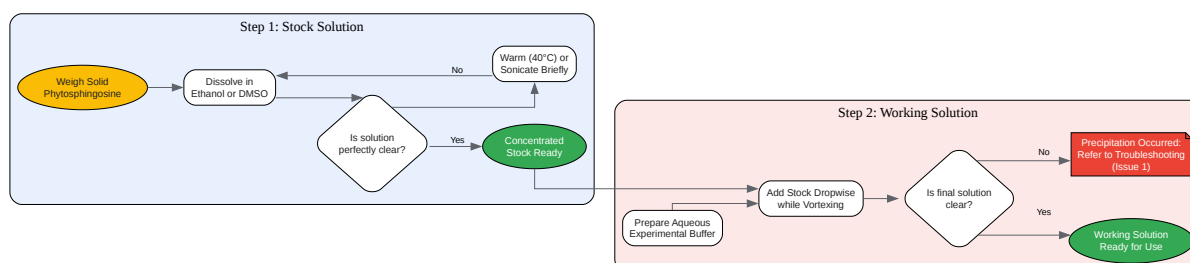 Step 1: Stock Solution
Weigh Solid
Phytosphingosine
Dissolve in
Ethanol or DMSO
No
Warm (40°C) or
Sonicate Briefly
Is solution
perfectly clear?
Yes
Concentrated
Stock Ready
Step 2: Working Solution
Prepare Aqueous
Experimental Buffer
Add Stock Dropwise
while Vortexing
Is final solution
clear?
No
Precipitation Occurred:
Refer to Troubleshooting
(Issue 1)
Yes
Working Solution
Ready for Use